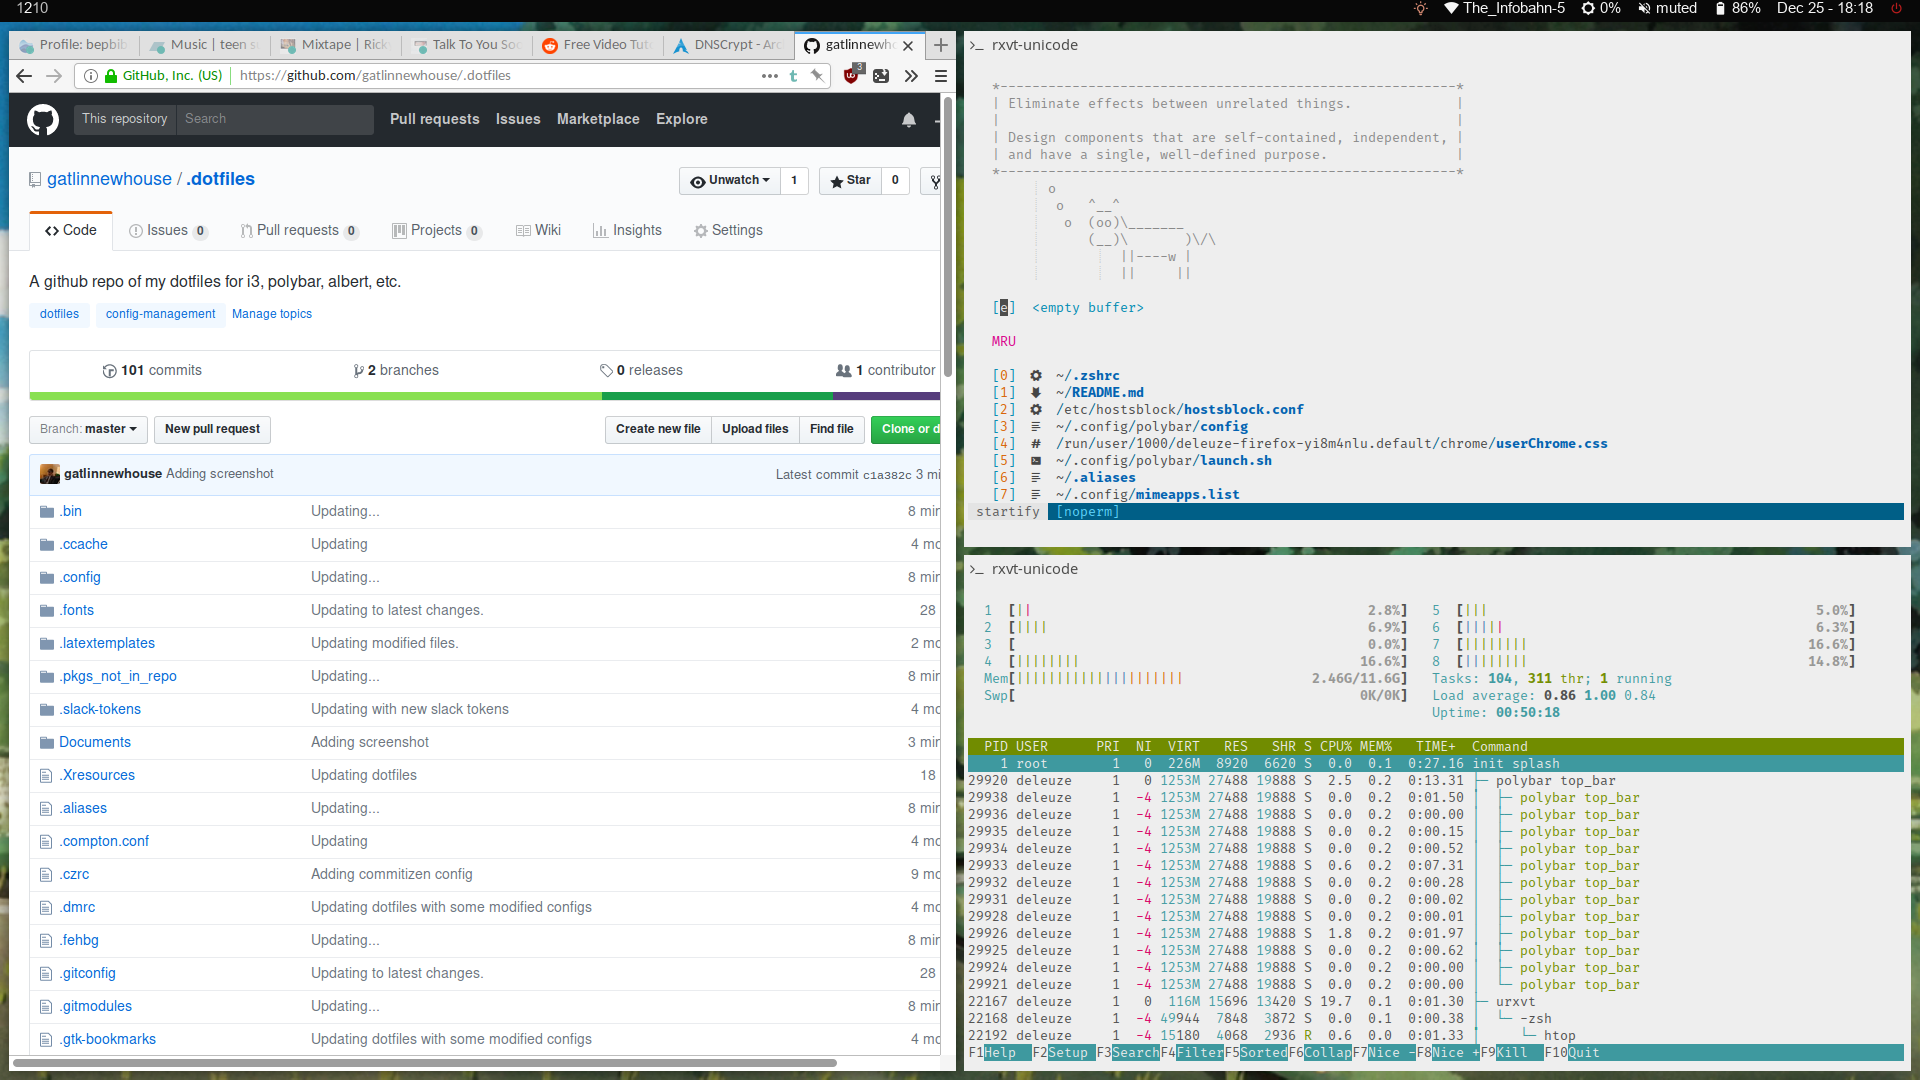 1210
The_Infobahn-5 0% muted 86% Dec 25 - 18:18
Profile: bepbib
Music | teen s
Mixtape | Rick
Talk To You Soo
Free Video Tuto
DNSCrypt - Arc
gatlinnewho
GitHub, Inc. (US) https://github.com/gatlinnewhouse/.dotfiles
3
This repository Search Pull requests Issues Marketplace Explore
gatlinnewhouse / .dotfiles
Unwatch 1 Star 0
Code Issues 0 Pull requests 0 Projects 0 Wiki Insights Settings
A github repo of my dotfiles for i3, polybar, albert, etc.
dotfiles config-management Manage topics
101 commits 2 branches 0 releases 1 contributor
Branch: master New pull request Create new file Upload files Find file Clone or d
gatlinnewhouse Adding screenshot Latest commit c1a382c 3 mi
.bin Updating... 8 min
.ccache Updating 4 mo
.config Updating... 8 min
.fonts Updating to latest changes. 28
.latextemplates Updating modified files. 2 mo
.pkgs_not_in_repo Updating... 8 min
.slack-tokens Updating with new slack tokens 4 mo
Documents Adding screenshot 3 min
.Xresources Updating dotfiles 18
.aliases Updating... 8 min
.compton.conf Updating 4 mo
.czrc Adding commitizen config 9 mo
.dmrc Updating dotfiles with some modified configs 4 mo
.fehbg Updating... 8 min
.gitconfig Updating to latest changes. 28
.gitmodules Updating... 8 min
.gtk-bookmarks Updating dotfiles with some modified configs 4 mo
>_ rxvt-unicode
*---------------------------------------------------------*
| Eliminate effects between unrelated things. |
| |
| Design components that are self-contained, independent, |
| and have a single, well-defined purpose. |
*---------------------------------------------------------*
o
o ^__^
o (oo)\_______
(__)\ )\/\
||----w |
|| ||
[e] <empty buffer>
MRU
[0] ~/.zshrc
[1] ~/README.md
[2] /etc/hostsblock/hostsblock.conf
[3] ~/.config/polybar/config
[4] # /run/user/1000/deleuze-firefox-yi8m4nlu.default/chrome/userChrome.css
[5] ~/.config/polybar/launch.sh
[6] ~/.aliases
[7] ~/.config/mimeapps.list
startify [noperm]
>_ rxvt-unicode
1 [|| 2.8%] 5 [||| 5.0%]
2 [|||| 6.9%] 6 [||||| 6.3%]
3 [ 0.0%] 7 [|||||||| 16.6%]
4 [|||||||| 16.6%] 8 [|||||||| 14.8%]
Mem[||||||||||||||||||||| 2.46G/11.6G] Tasks: 104, 311 thr; 1 running
Swp[ 0K/0K] Load average: 0.86 1.00 0.84
Uptime: 00:50:18
PID USER PRI NI VIRT RES SHR S CPU% MEM% TIME+ Command
1 root 1 0 226M 8920 6620 S 0.0 0.1 0:27.16 init splash
29920 deleuze 1 0 1253M 27488 19888 S 2.5 0.2 0:13.31 ├─ polybar top_bar
29938 deleuze 1 -4 1253M 27488 19888 S 0.0 0.2 0:01.50 │ ├─ polybar top_bar
29936 deleuze 1 -4 1253M 27488 19888 S 0.0 0.2 0:00.00 │ ├─ polybar top_bar
29935 deleuze 1 -4 1253M 27488 19888 S 0.0 0.2 0:00.15 │ ├─ polybar top_bar
29934 deleuze 1 -4 1253M 27488 19888 S 0.0 0.2 0:00.52 │ ├─ polybar top_bar
29933 deleuze 1 -4 1253M 27488 19888 S 0.6 0.2 0:07.31 │ ├─ polybar top_bar
29932 deleuze 1 -4 1253M 27488 19888 S 0.0 0.2 0:00.28 │ ├─ polybar top_bar
29931 deleuze 1 -4 1253M 27488 19888 S 0.0 0.2 0:00.02 │ ├─ polybar top_bar
29928 deleuze 1 -4 1253M 27488 19888 S 0.0 0.2 0:00.01 │ ├─ polybar top_bar
29926 deleuze 1 -4 1253M 27488 19888 S 1.8 0.2 0:01.97 │ ├─ polybar top_bar
29925 deleuze 1 -4 1253M 27488 19888 S 0.0 0.2 0:00.62 │ ├─ polybar top_bar
29924 deleuze 1 -4 1253M 27488 19888 S 0.0 0.2 0:00.00 │ ├─ polybar top_bar
29921 deleuze 1 -4 1253M 27488 19888 S 0.0 0.2 0:00.00 │ └─ polybar top_bar
22167 deleuze 1 0 116M 15696 13420 S 19.7 0.1 0:01.30 ├─ urxvt
22168 deleuze 1 -4 49944 7848 3872 S 0.0 0.1 0:00.38 │ └─ -zsh
22192 deleuze 1 -4 15180 4068 2936 R 0.6 0.0 0:01.33 │ └─ htop
F1Help F2Setup F3SearchF4FilterF5SortedF6CollapF7Nice -F8Nice +F9Kill F10Quit